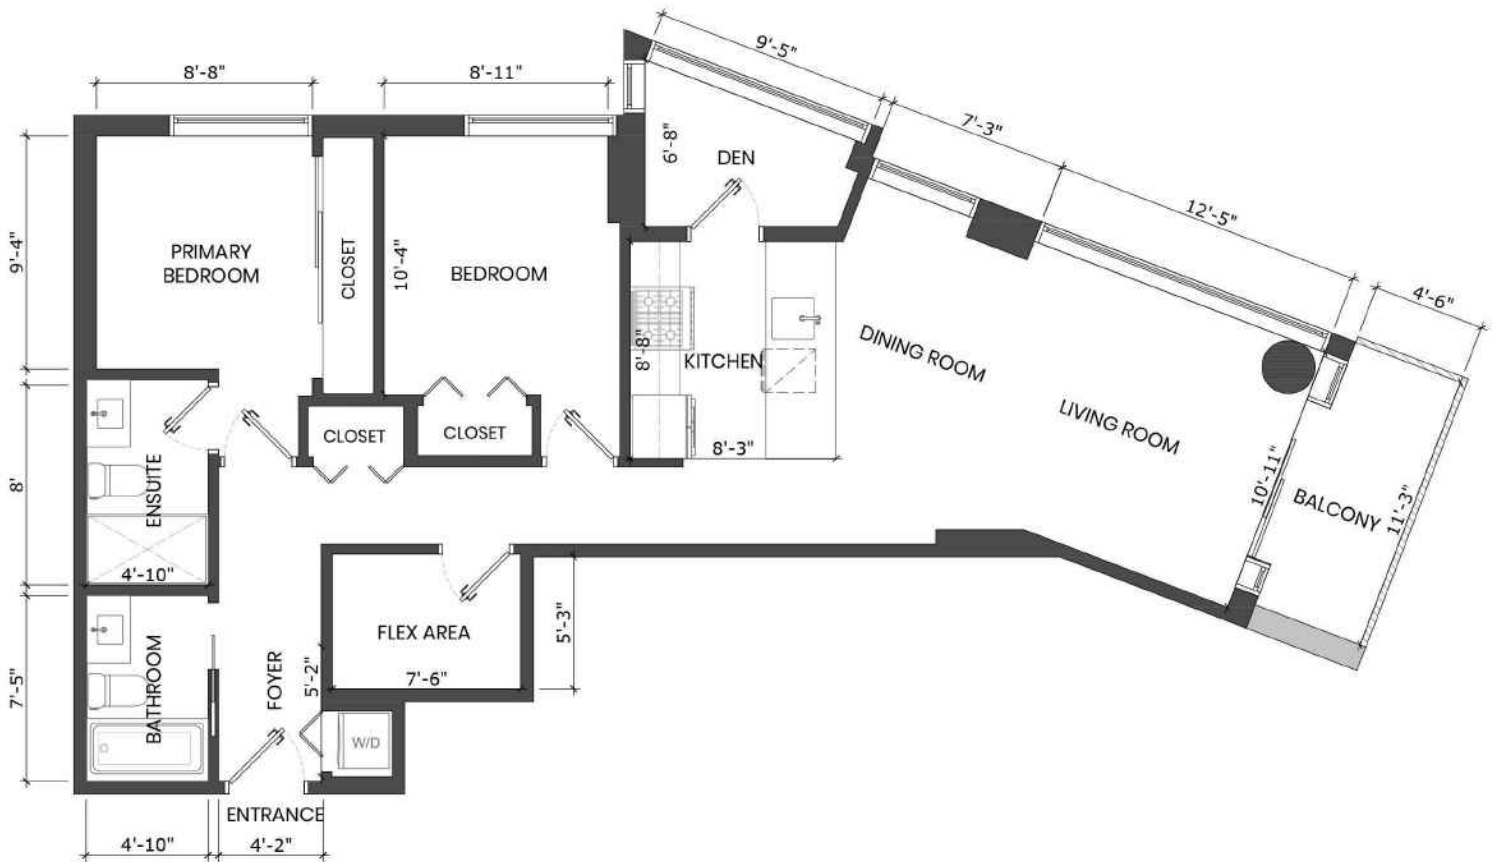 9'-5"
8'-8"
8'-11"
7'-3"
6'-8"
DEN
12'-5"
9'-4"
PRIMARY
BEDROOM
CLOSET
10'-4"
BEDROOM
4'-6"
8'-8"
KITCHEN
DINING ROOM
LIVING ROOM
CLOSET
CLOSET
8'-3"
8'
ENSUITE
10'-11"
BALCONY
11'-3"
4'-10"
FLEX AREA
5'-3"
7'-5"
BATHROOM
FOYER
5'-2"
7'-6"
W/D
ENTRANCE
4'-10"
4'-2"